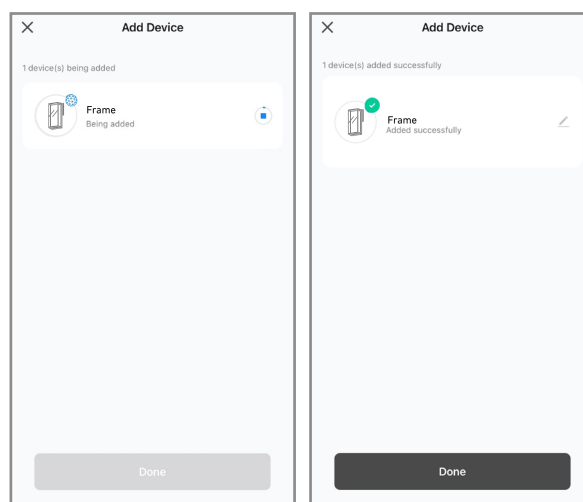 Add Device
1 device(s) being added
Frame
Being added
Done
Add Device
1 device(s) added successfully
Frame
Added successfully
Done